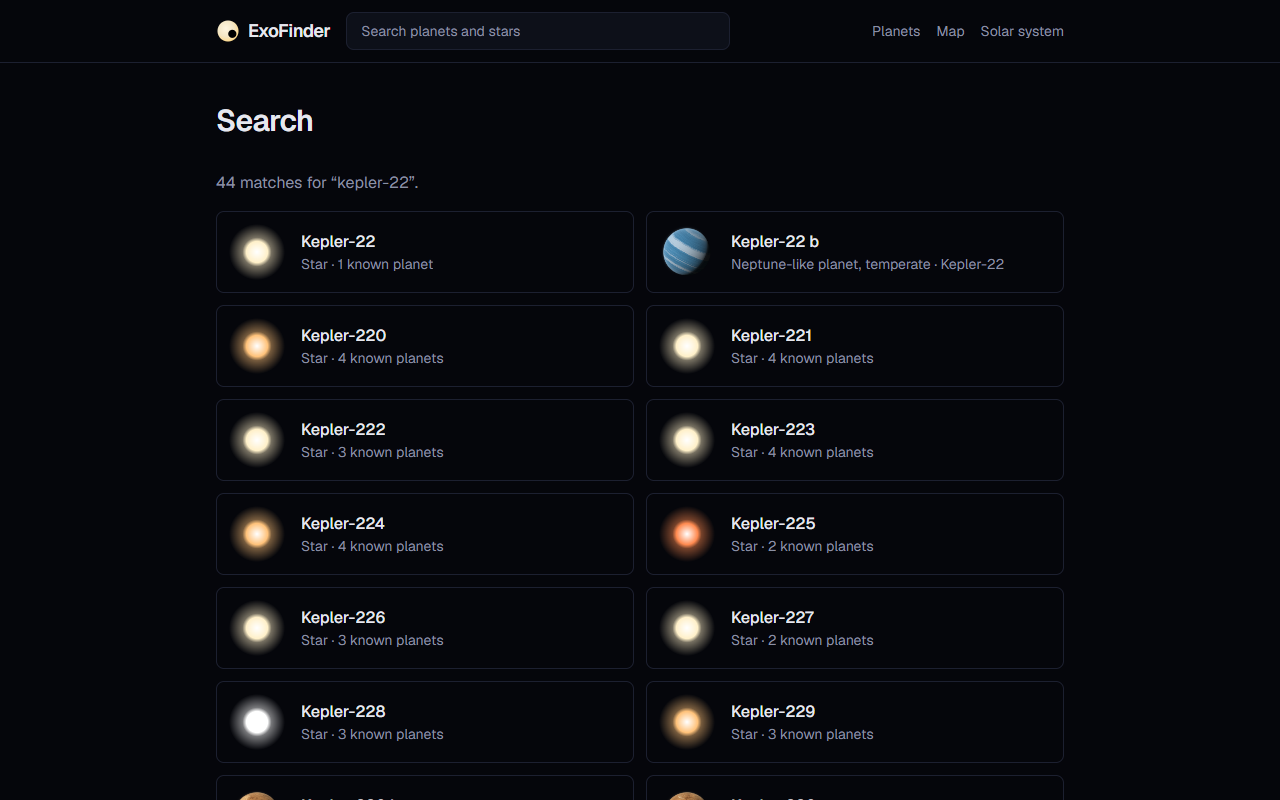 ExoFinder
Search planets and stars
Planets
Map
Solar system
Search
44 matches for “kepler-22”.
Kepler-22
Star · 1 known planet
Kepler-22 b
Neptune-like planet, temperate · Kepler-22
Kepler-220
Star · 4 known planets
Kepler-221
Star · 4 known planets
Kepler-222
Star · 3 known planets
Kepler-223
Star · 4 known planets
Kepler-224
Star · 4 known planets
Kepler-225
Star · 2 known planets
Kepler-226
Star · 3 known planets
Kepler-227
Star · 2 known planets
Kepler-228
Star · 3 known planets
Kepler-229
Star · 3 known planets